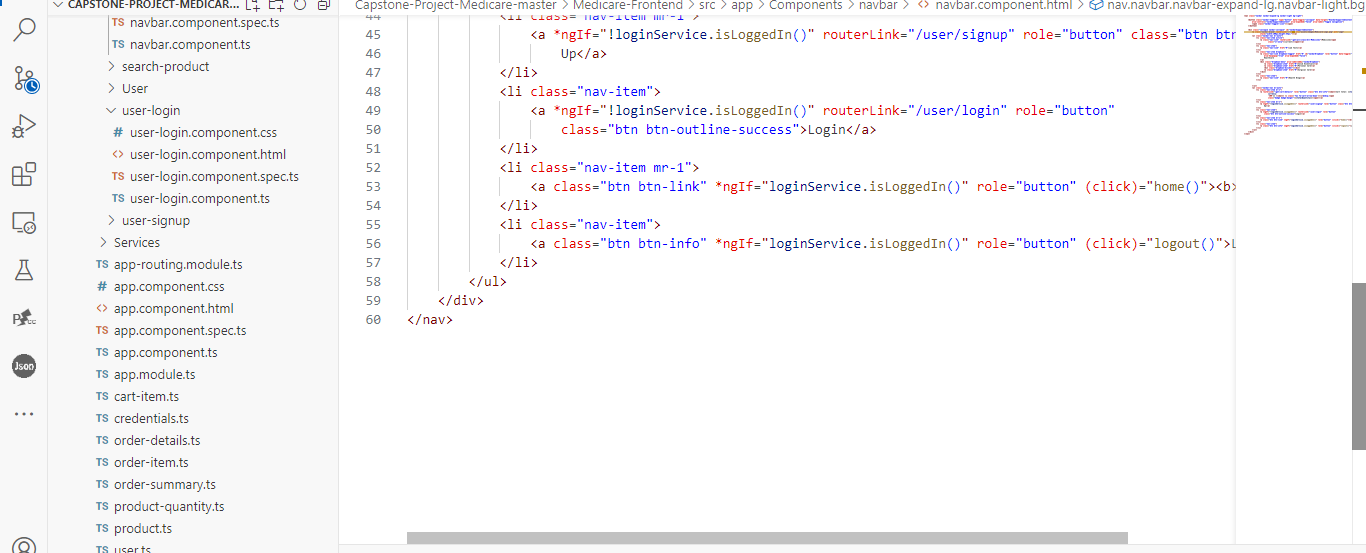 CAPSTONE-PROJECT-MEDICAR...
navbar.component.spec.ts
navbar.component.ts
search-product
User
user-login
# user-login.component.css
<> user-login.component.html
TS user-login.component.spec.ts
TS user-login.component.ts
user-signup
Services
TS app-routing.module.ts
# app.component.css
<> app.component.html
TS app.component.spec.ts
TS app.component.ts
TS app.module.ts
TS cart-item.ts
TS credentials.ts
TS order-details.ts
TS order-item.ts
TS order-summary.ts
TS product-quantity.ts
TS product.ts
TS user.ts
Json
Capstone-Project-Medicare-master > Medicare-Frontend > src > app > Components > navbar > <> navbar.component.html > nav.navbar.navbar-expand-lg.navbar-light.bg
44 <li class="nav-item mr-1">
45 <a *ngIf="!loginService.isLoggedIn()" routerLink="/user/signup" role="button" class="btn btn
46 Up</a>
47 </li>
48 <li class="nav-item">
49 <a *ngIf="!loginService.isLoggedIn()" routerLink="/user/login" role="button"
50 class="btn btn-outline-success">Login</a>
51 </li>
52 <li class="nav-item mr-1">
53 <a class="btn btn-link" *ngIf="loginService.isLoggedIn()" role="button" (click)="home()"><b>
54 </li>
55 <li class="nav-item">
56 <a class="btn btn-info" *ngIf="loginService.isLoggedIn()" role="button" (click)="logout()">L
57 </li>
58 </ul>
59 </div>
60 </nav>